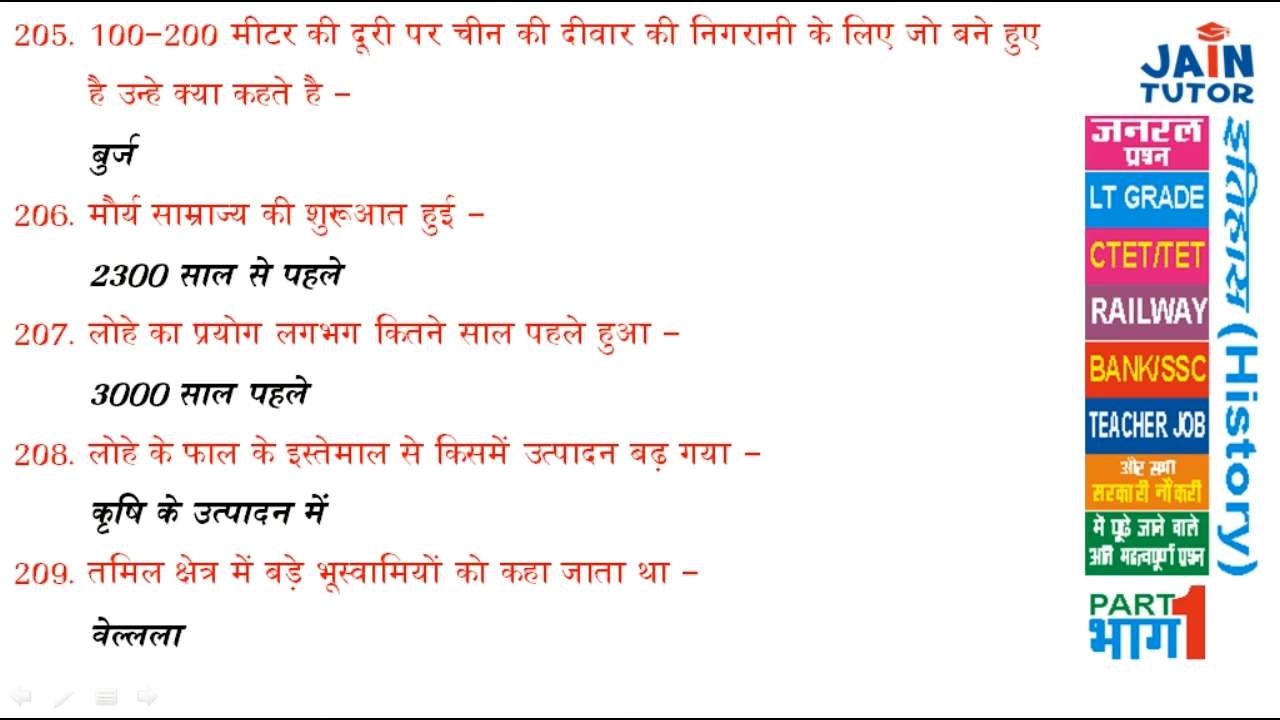 205. 100-200 मीटर की दूरी पर चीन की दीवार की निगरानी के लिए जो बने हुए
है उन्हे क्या कहते है -
बुर्ज
206. मौर्य साम्राज्य की शुरूआत हुई -
2300 साल से पहले
207. लोहे का प्रयोग लगभग कितने साल पहले हुआ -
3000 साल पहले
208. लोहे के फाल के इस्तेमाल से किसमें उत्पादन बढ़ गया -
कृषि के उत्पादन में
209. तमिल क्षेत्र में बड़े भूस्वामियों को कहा जाता था -
वेल्लला
JAIN
TUTOR
जनरल
प्रश्न
LT GRADE
CTET/TET
RAILWAY
BANK/SSC
TEACHER JOB
और सभी
सरकारी नौकरी
में पूछे जाने वाले
अति महत्वपूर्ण प्रश्न
इतिहास (History)
PART 1
भाग